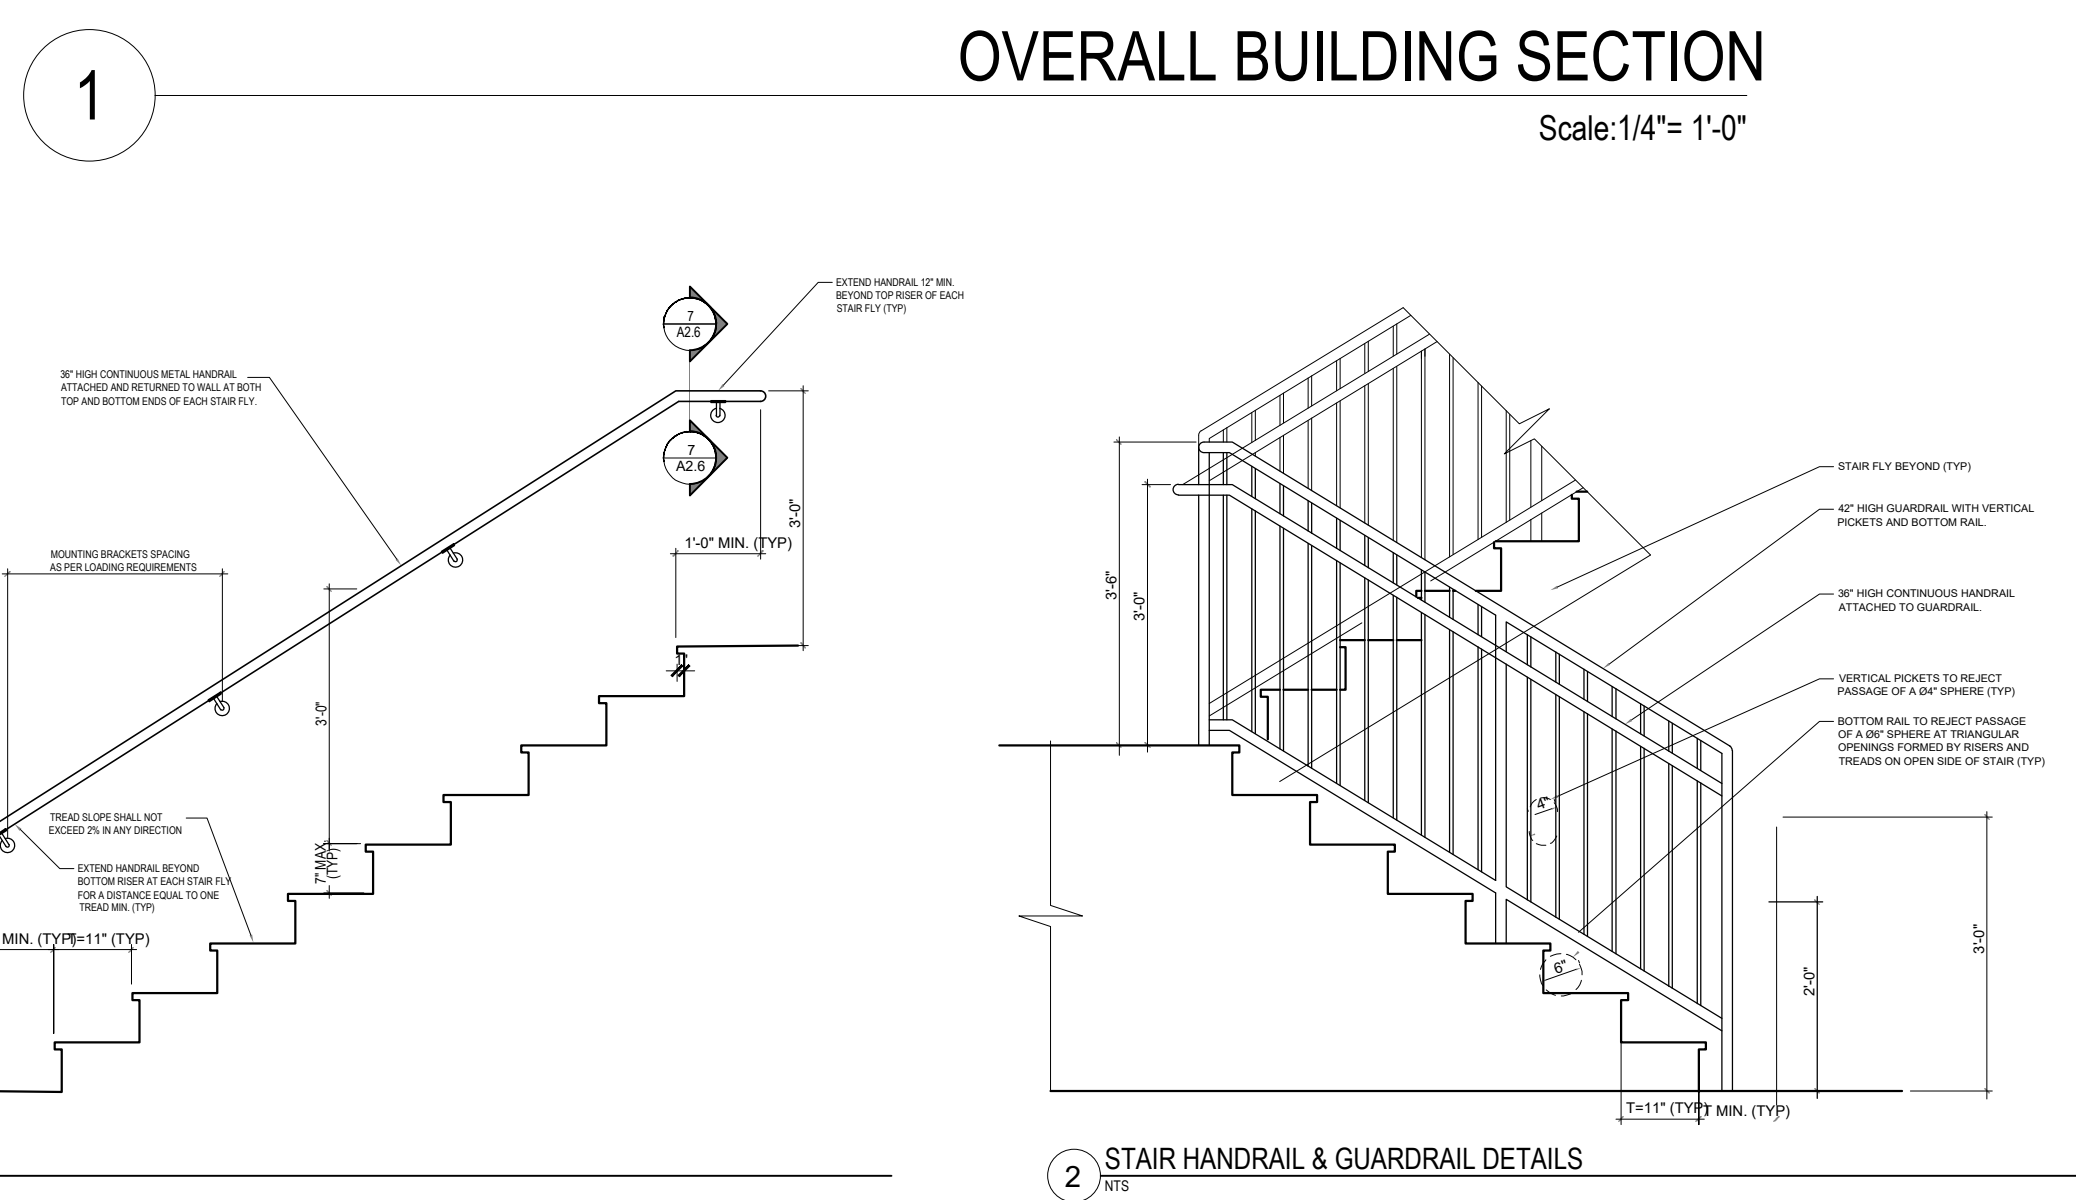 1
OVERALL BUILDING SECTION
Scale:1/4"= 1'-0"
EXTEND HANDRAIL 12" MIN.
BEYOND TOP RISER OF EACH
STAIR FLY (TYP)
7
A2.6
36" HIGH CONTINUOUS METAL HANDRAIL
ATTACHED AND RETURNED TO WALL AT BOTH
TOP AND BOTTOM ENDS OF EACH STAIR FLY.
7
A2.6
3'-0"
1'-0" MIN. (TYP)
MOUNTING BRACKETS SPACING
AS PER LOADING REQUIREMENTS
1"
3'-0"
TREAD SLOPE SHALL NOT
EXCEED 2% IN ANY DIRECTION
7" MAX.
(TYP)
EXTEND HANDRAIL BEYOND
BOTTOM RISER AT EACH STAIR FLY
FOR A DISTANCE EQUAL TO ONE
TREAD MIN. (TYP)
MIN. (TYP)
T=11" (TYP)
STAIR FLY BEYOND (TYP)
42" HIGH GUARDRAIL WITH VERTICAL
PICKETS AND BOTTOM RAIL.
3'-6"
3'-0"
36" HIGH CONTINUOUS HANDRAIL
ATTACHED TO GUARDRAIL.
VERTICAL PICKETS TO REJECT
PASSAGE OF A Ø4" SPHERE (TYP)
BOTTOM RAIL TO REJECT PASSAGE
OF A Ø6" SPHERE AT TRIANGULAR
OPENINGS FORMED BY RISERS AND
TREADS ON OPEN SIDE OF STAIR (TYP)
4"
6"
2'-0"
3'-0"
T=11" (TYP)
T MIN. (TYP)
2
STAIR HANDRAIL & GUARDRAIL DETAILS
NTS